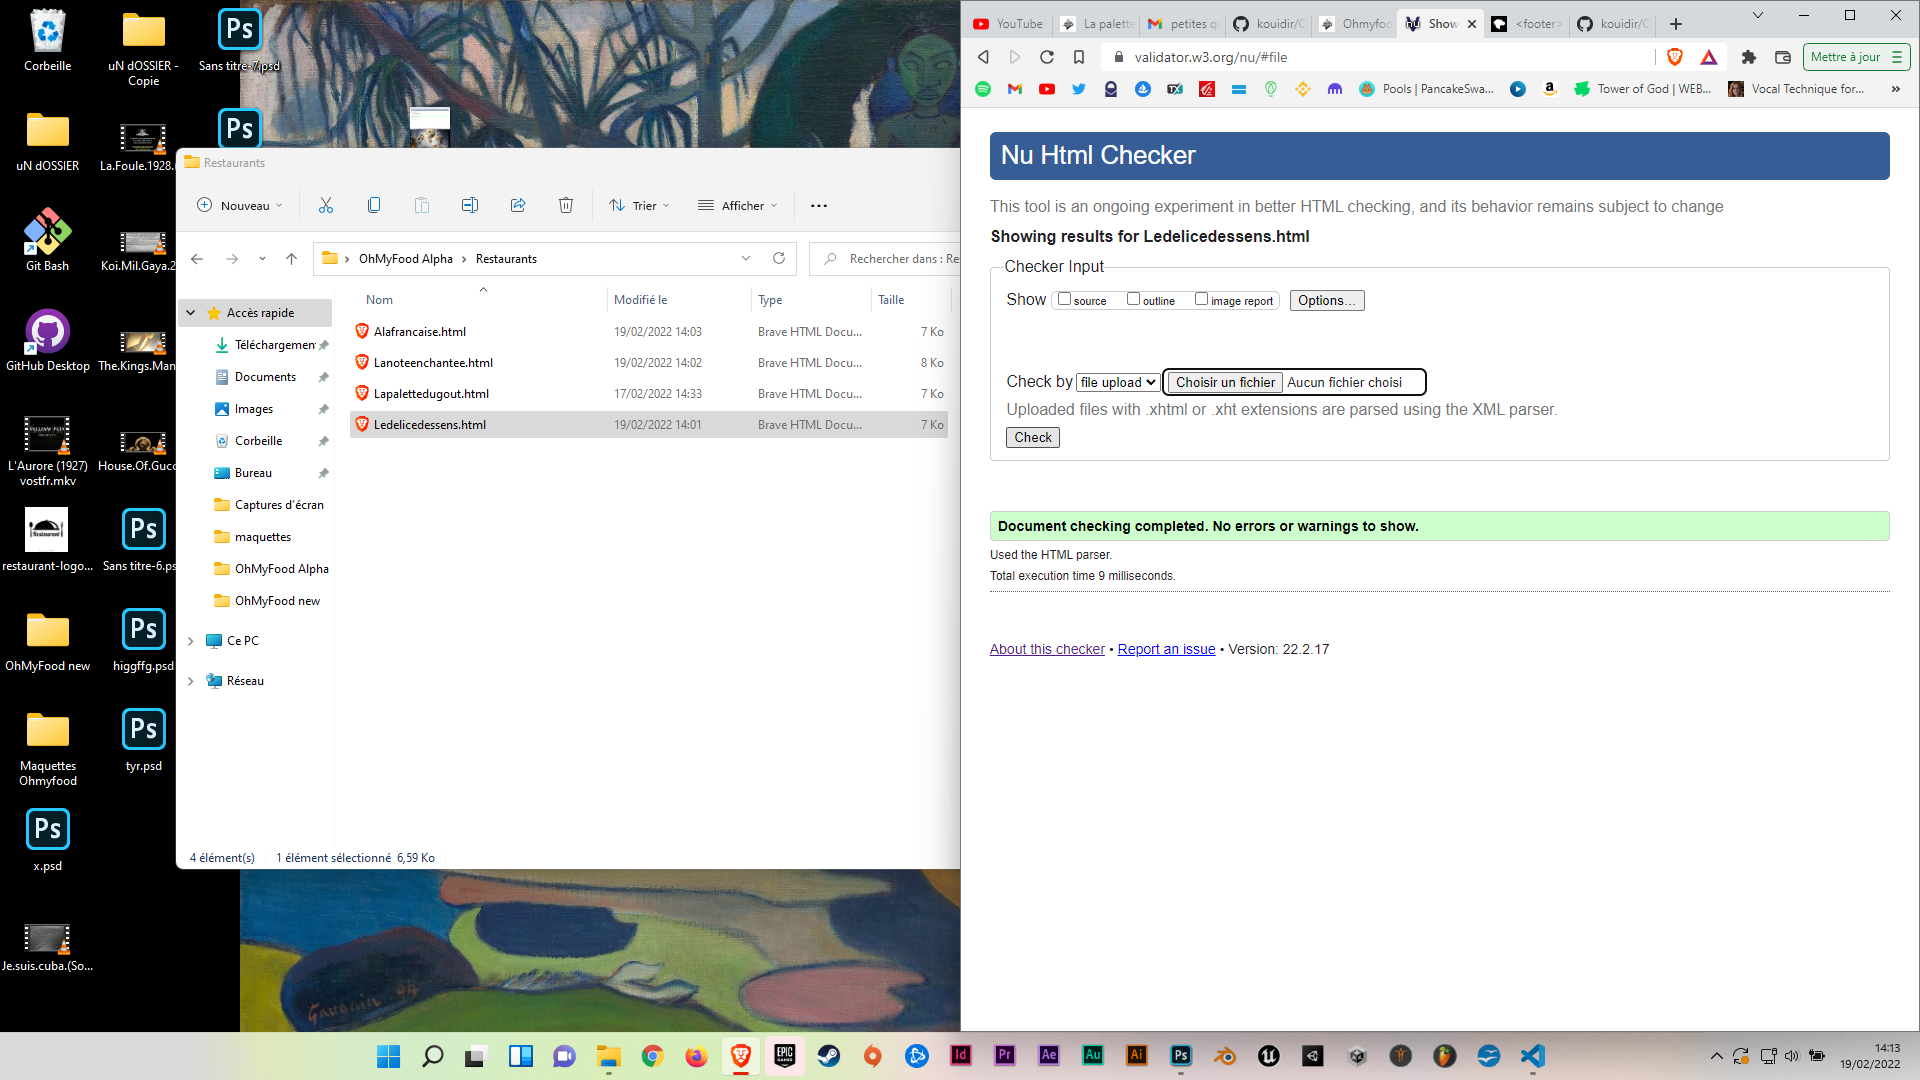 Corbeille
uN dOSSIER - Copie
Sans titre-7.psd
uN dOSSIER
La.Foule.1928.
Git Bash
Koi.Mil.Gaya.2
GitHub Desktop
The.Kings.Man
L'Aurore (1927) vostfr.mkv
House.Of.Gucc
restaurant-logo...
Sans titre-6.ps
OhMyFood new
higgffg.psd
Maquettes Ohmyfood
tyr.psd
x.psd
Je.suis.cuba.(So...
Restaurants
Nouveau
Trier
Afficher
OhMyFood Alpha > Restaurants
Rechercher dans : Re
Nom
Modifié le
Type
Taille
Accès rapide
Téléchargemen
Documents
Images
Corbeille
Bureau
Captures d'écran
maquettes
OhMyFood Alpha
OhMyFood new
Ce PC
Réseau
Alafrancaise.html 19/02/2022 14:03 Brave HTML Docu... 7 Ko
Lanoteenchantee.html 19/02/2022 14:02 Brave HTML Docu... 8 Ko
Lapalettedugout.html 17/02/2022 14:33 Brave HTML Docu... 7 Ko
Ledelicedessens.html 19/02/2022 14:01 Brave HTML Docu... 7 Ko
4 élément(s) 1 élément sélectionné 6,59 Ko
YouTube
La palette
petites q
kouidir/C
Ohmyfoo
Show
<footer>
kouidir/C
validator.w3.org/nu/#file
Mettre à jour
Pools | PancakeSwa...
Tower of God | WEB...
Vocal Technique for...
Nu Html Checker
This tool is an ongoing experiment in better HTML checking, and its behavior remains subject to change
Showing results for Ledelicedessens.html
Checker Input
Show source outline image report Options...
Check by file upload Choisir un fichier Aucun fichier choisi
Uploaded files with .xhtml or .xht extensions are parsed using the XML parser.
Check
Document checking completed. No errors or warnings to show.
Used the HTML parser.
Total execution time 9 milliseconds.
About this checker • Report an issue • Version: 22.2.17
Gauguin 94
14:13
19/02/2022